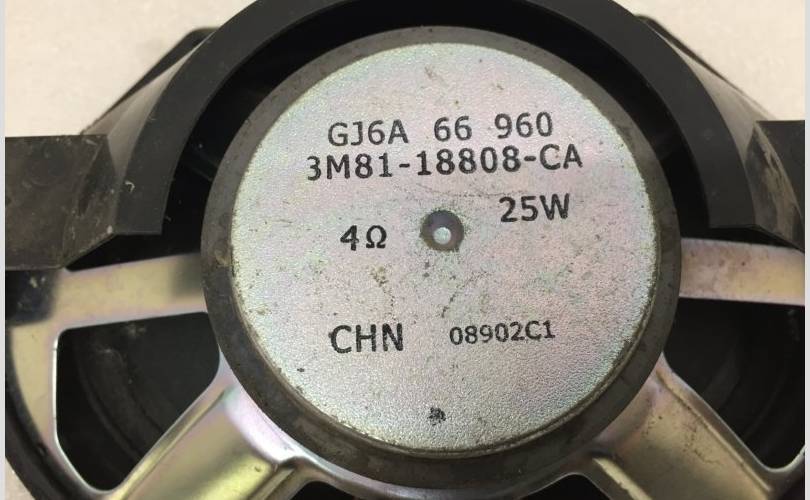 GJ6A 66 960
3M81-18808-CA
25W
4Ω
CHN 08902C1